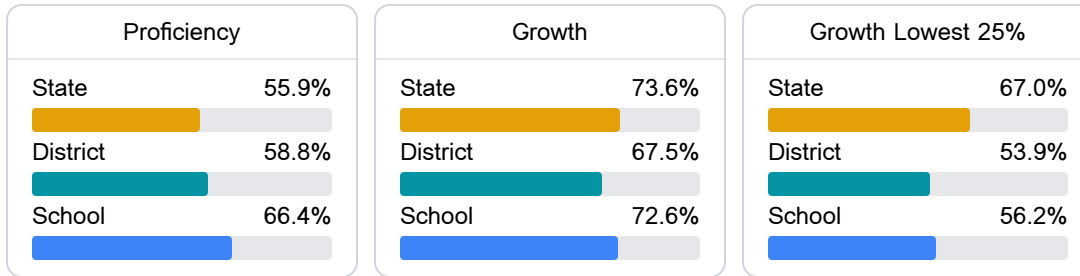 Proficiency
State 55.9%
District 58.8%
School 66.4%
Growth
State 73.6%
District 67.5%
School 72.6%
Growth Lowest 25%
State 67.0%
District 53.9%
School 56.2%